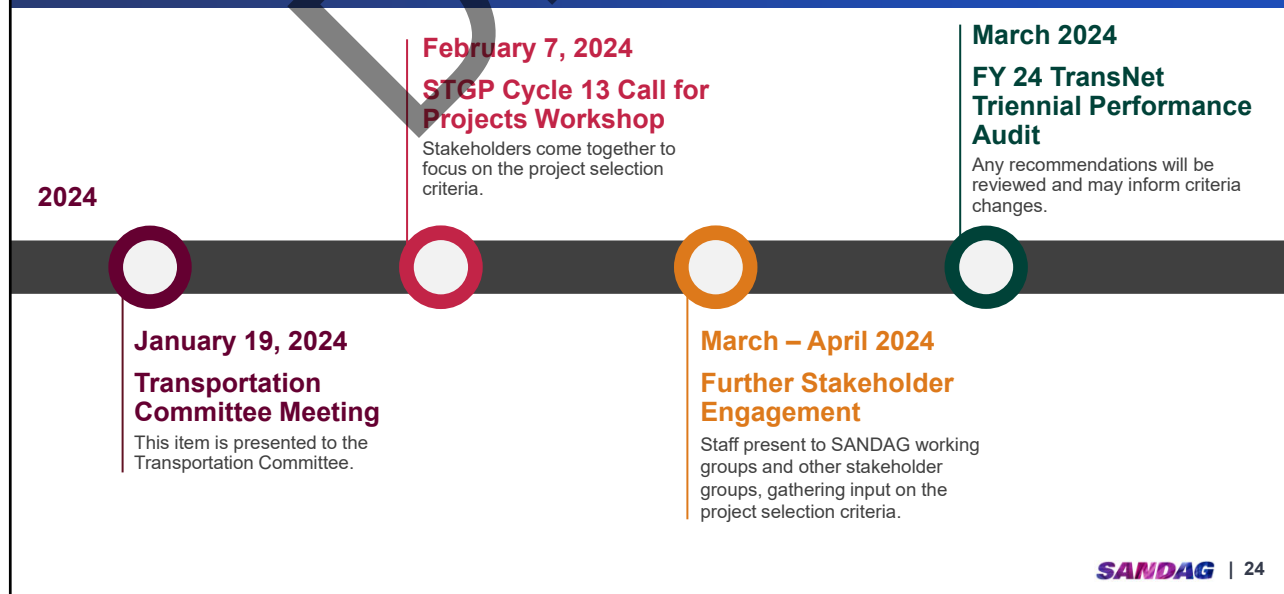 2024
January 19, 2024
Transportation
Committee Meeting
This item is presented to the
Transportation Committee.
February 7, 2024
STGP Cycle 13 Call for
Projects Workshop
Stakeholders come together to
focus on the project selection
criteria.
March – April 2024
Further Stakeholder
Engagement
Staff present to SANDAG working
groups and other stakeholder
groups, gathering input on the
project selection criteria.
March 2024
FY 24 TransNet
Triennial Performance
Audit
Any recommendations will be
reviewed and may inform criteria
changes.
SANDAG | 24